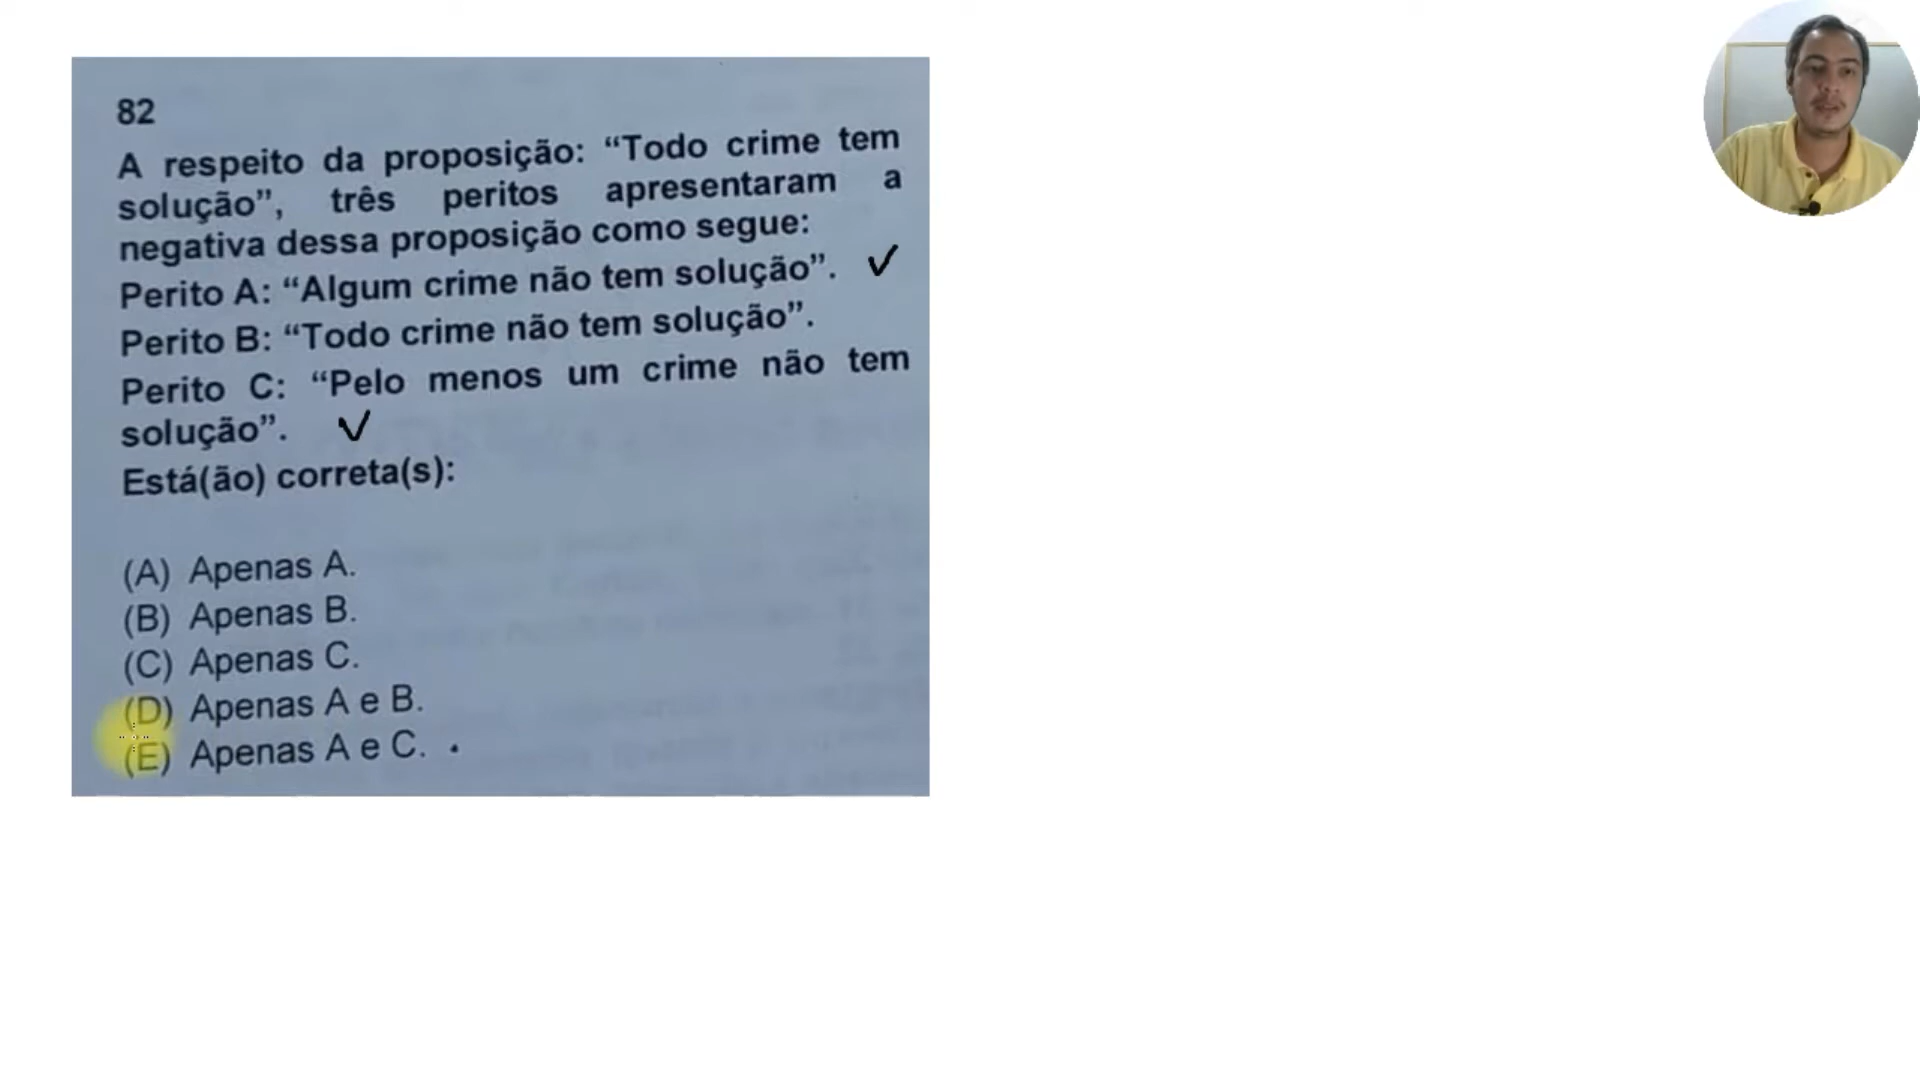 82
A respeito da proposição: “Todo crime tem
solução”, três peritos apresentaram a
negativa dessa proposição como segue:
Perito A: “Algum crime não tem solução”.
Perito B: “Todo crime não tem solução”.
Perito C: “Pelo menos um crime não tem
solução”.
Está(ão) correta(s):
(A) Apenas A.
(B) Apenas B.
(C) Apenas C.
(D) Apenas A e B.
(E) Apenas A e C.